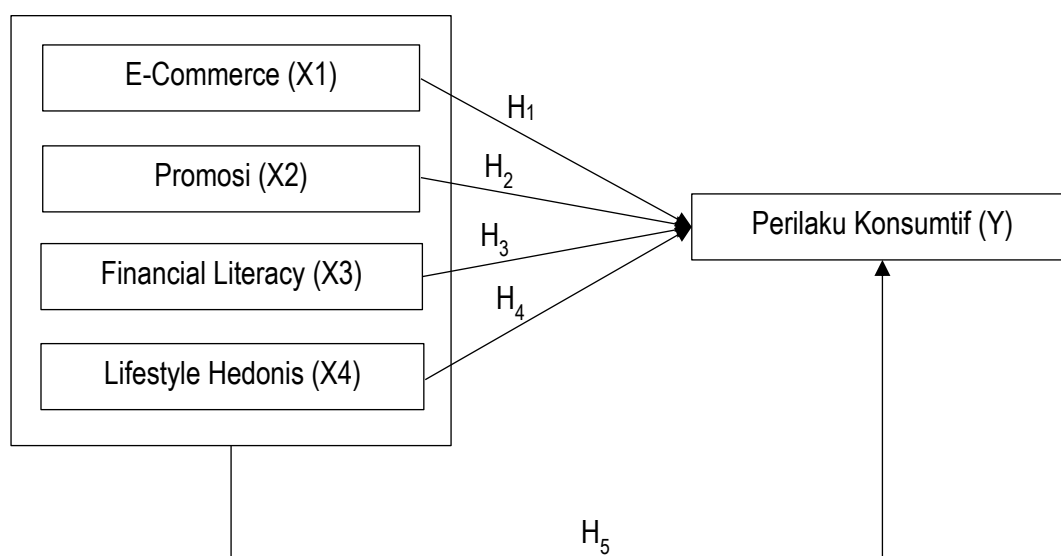 E-Commerce (X1)
H1
Promosi (X2)
H2
Perilaku Konsumtif (Y)
Financial Literacy (X3)
H3
H4
Lifestyle Hedonis (X4)
H5